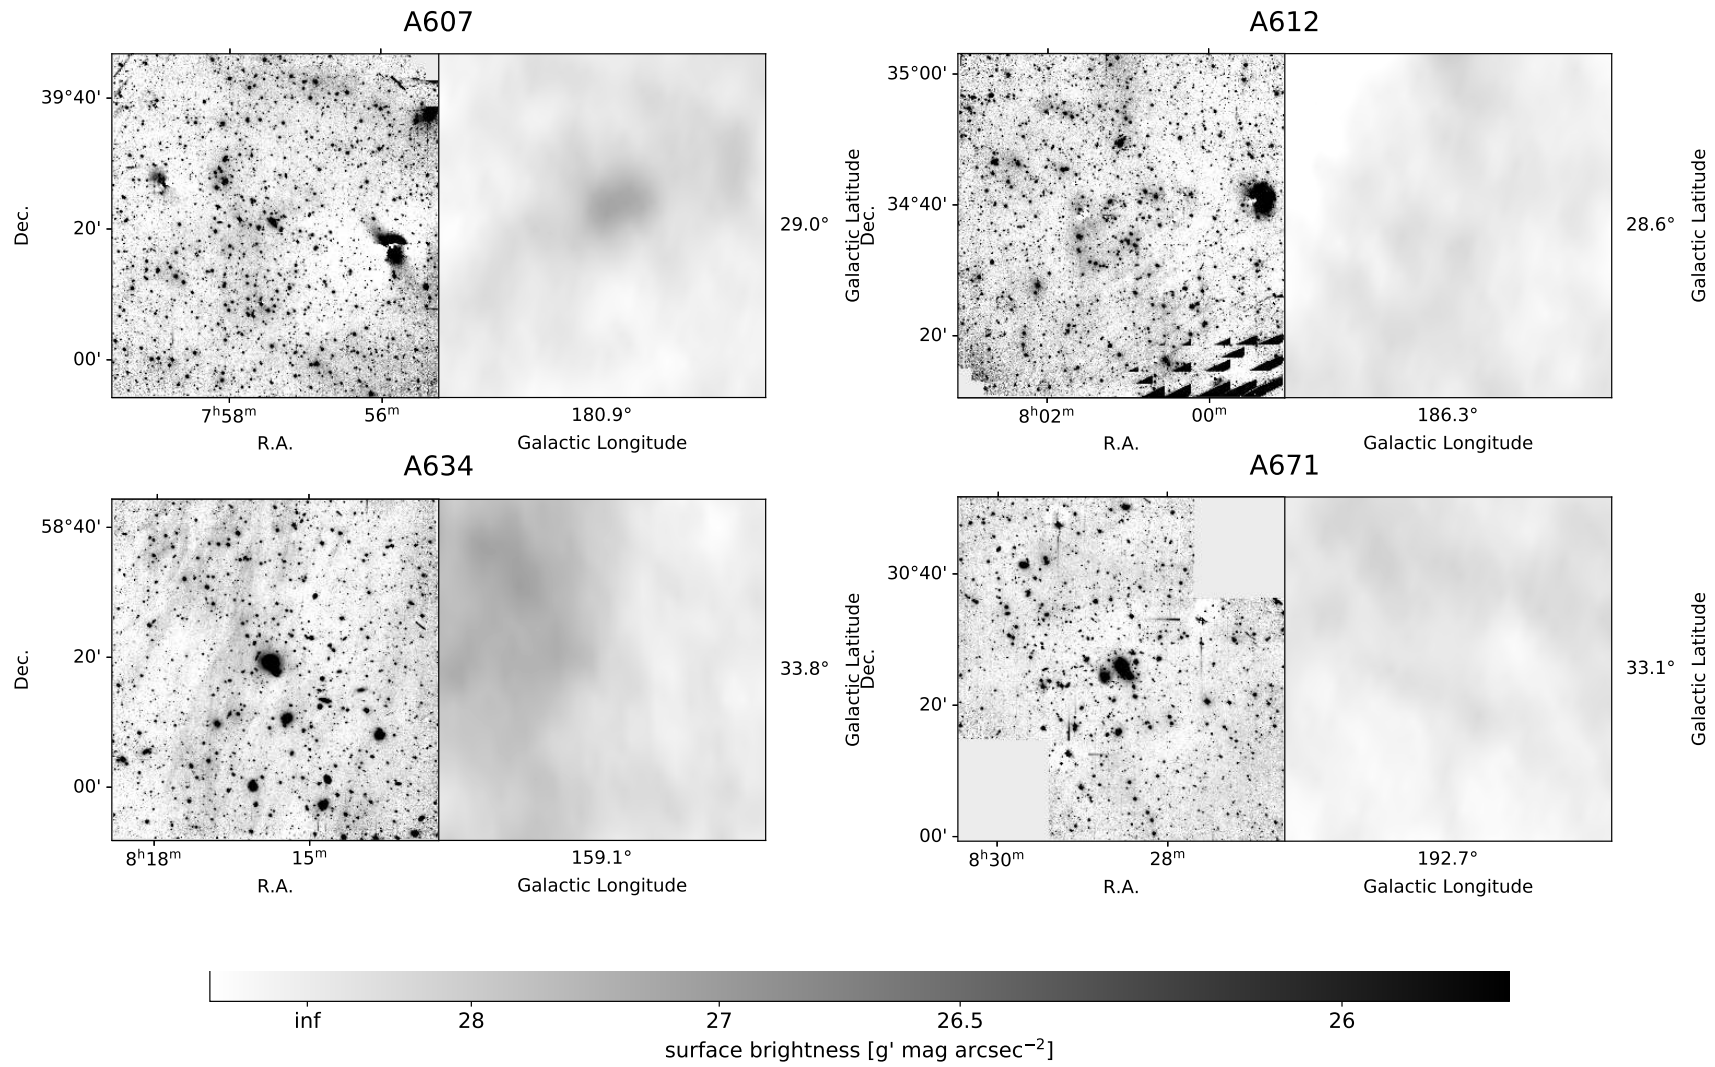 A607
A612
39°40'
20'
00'
Dec.
7ʰ58ᵐ
56ᵐ
R.A.
180.9°
Galactic Longitude
29.0°
Galactic Latitude
35°00'
34°40'
20'
Dec.
8ʰ02ᵐ
00ᵐ
R.A.
186.3°
Galactic Longitude
28.6°
Galactic Latitude
A634
A671
58°40'
20'
00'
Dec.
8ʰ18ᵐ
15ᵐ
R.A.
159.1°
Galactic Longitude
33.8°
Galactic Latitude
30°40'
20'
00'
Dec.
8ʰ30ᵐ
28ᵐ
R.A.
192.7°
Galactic Longitude
33.1°
Galactic Latitude
inf 28 27 26.5 26
surface brightness [g' mag arcsec⁻²]